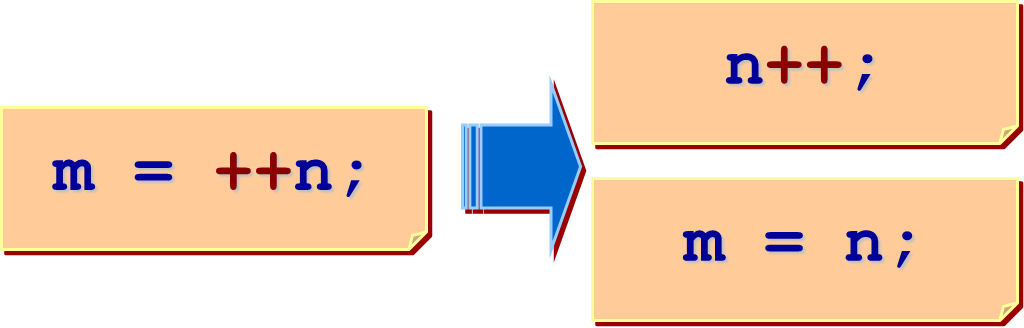 m = ++n;
n++;
m = n;